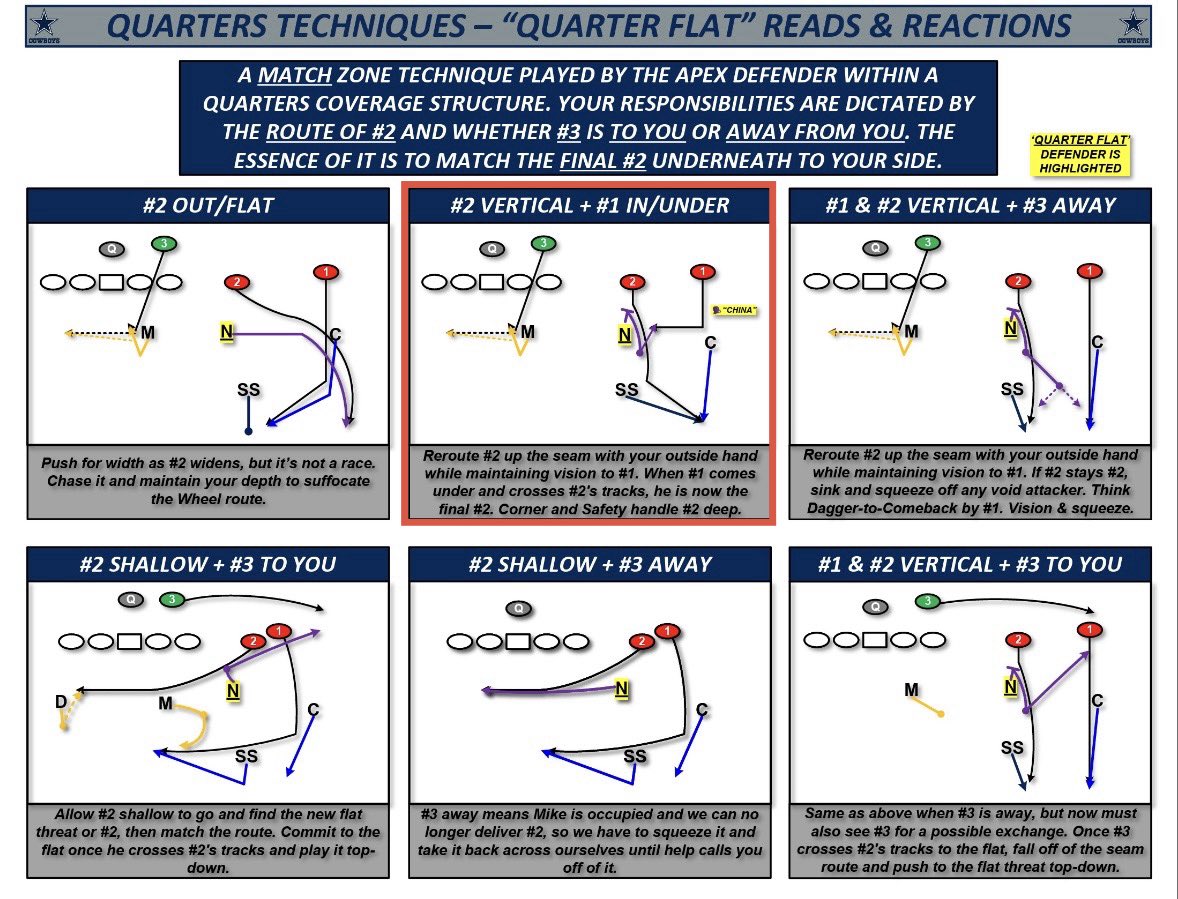 QUARTERS TECHNIQUES – “QUARTER FLAT” READS & REACTIONS
COWBOYS
COWBOYS
A MATCH ZONE TECHNIQUE PLAYED BY THE APEX DEFENDER WITHIN A
QUARTERS COVERAGE STRUCTURE. YOUR RESPONSIBILITIES ARE DICTATED BY
THE ROUTE OF #2 AND WHETHER #3 IS TO YOU OR AWAY FROM YOU. THE
ESSENCE OF IT IS TO MATCH THE FINAL #2 UNDERNEATH TO YOUR SIDE.
‘QUARTER FLAT’
DEFENDER IS
HIGHLIGHTED
#2 OUT/FLAT
Q 3
2 1
N M C
SS
Push for width as #2 widens, but it’s not a race.
Chase it and maintain your depth to suffocate
the Wheel route.
#2 VERTICAL + #1 IN/UNDER
Q 3
2 1
“CHINA”
M N C
SS
Reroute #2 up the seam with your outside hand
while maintaining vision to #1. When #1 comes
under and crosses #2’s tracks, he is now the
final #2. Corner and Safety handle #2 deep.
#1 & #2 VERTICAL + #3 AWAY
Q 3
2 1
M N C
SS
Reroute #2 up the seam with your outside hand
while maintaining vision to #1. If #2 stays #2,
sink and squeeze off any void attacker. Think
Dagger-to-Comeback by #1. Vision & squeeze.
#2 SHALLOW + #3 TO YOU
Q 3
2 1
D M N C
SS
Allow #2 shallow to go and find the new flat
threat or #2, then match the route. Commit to the
flat once he crosses #2's tracks and play it top-
down.
#2 SHALLOW + #3 AWAY
Q
2 1
N C
SS
#3 away means Mike is occupied and we can no
longer deliver #2, so we have to squeeze it and
take it back across ourselves until help calls you
off of it.
#1 & #2 VERTICAL + #3 TO YOU
Q 3
2 1
M N C
SS
Same as above when #3 is away, but now must
also see #3 for a possible exchange. Once #3
crosses #2's tracks to the flat, fall off of the seam
route and push to the flat threat top-down.